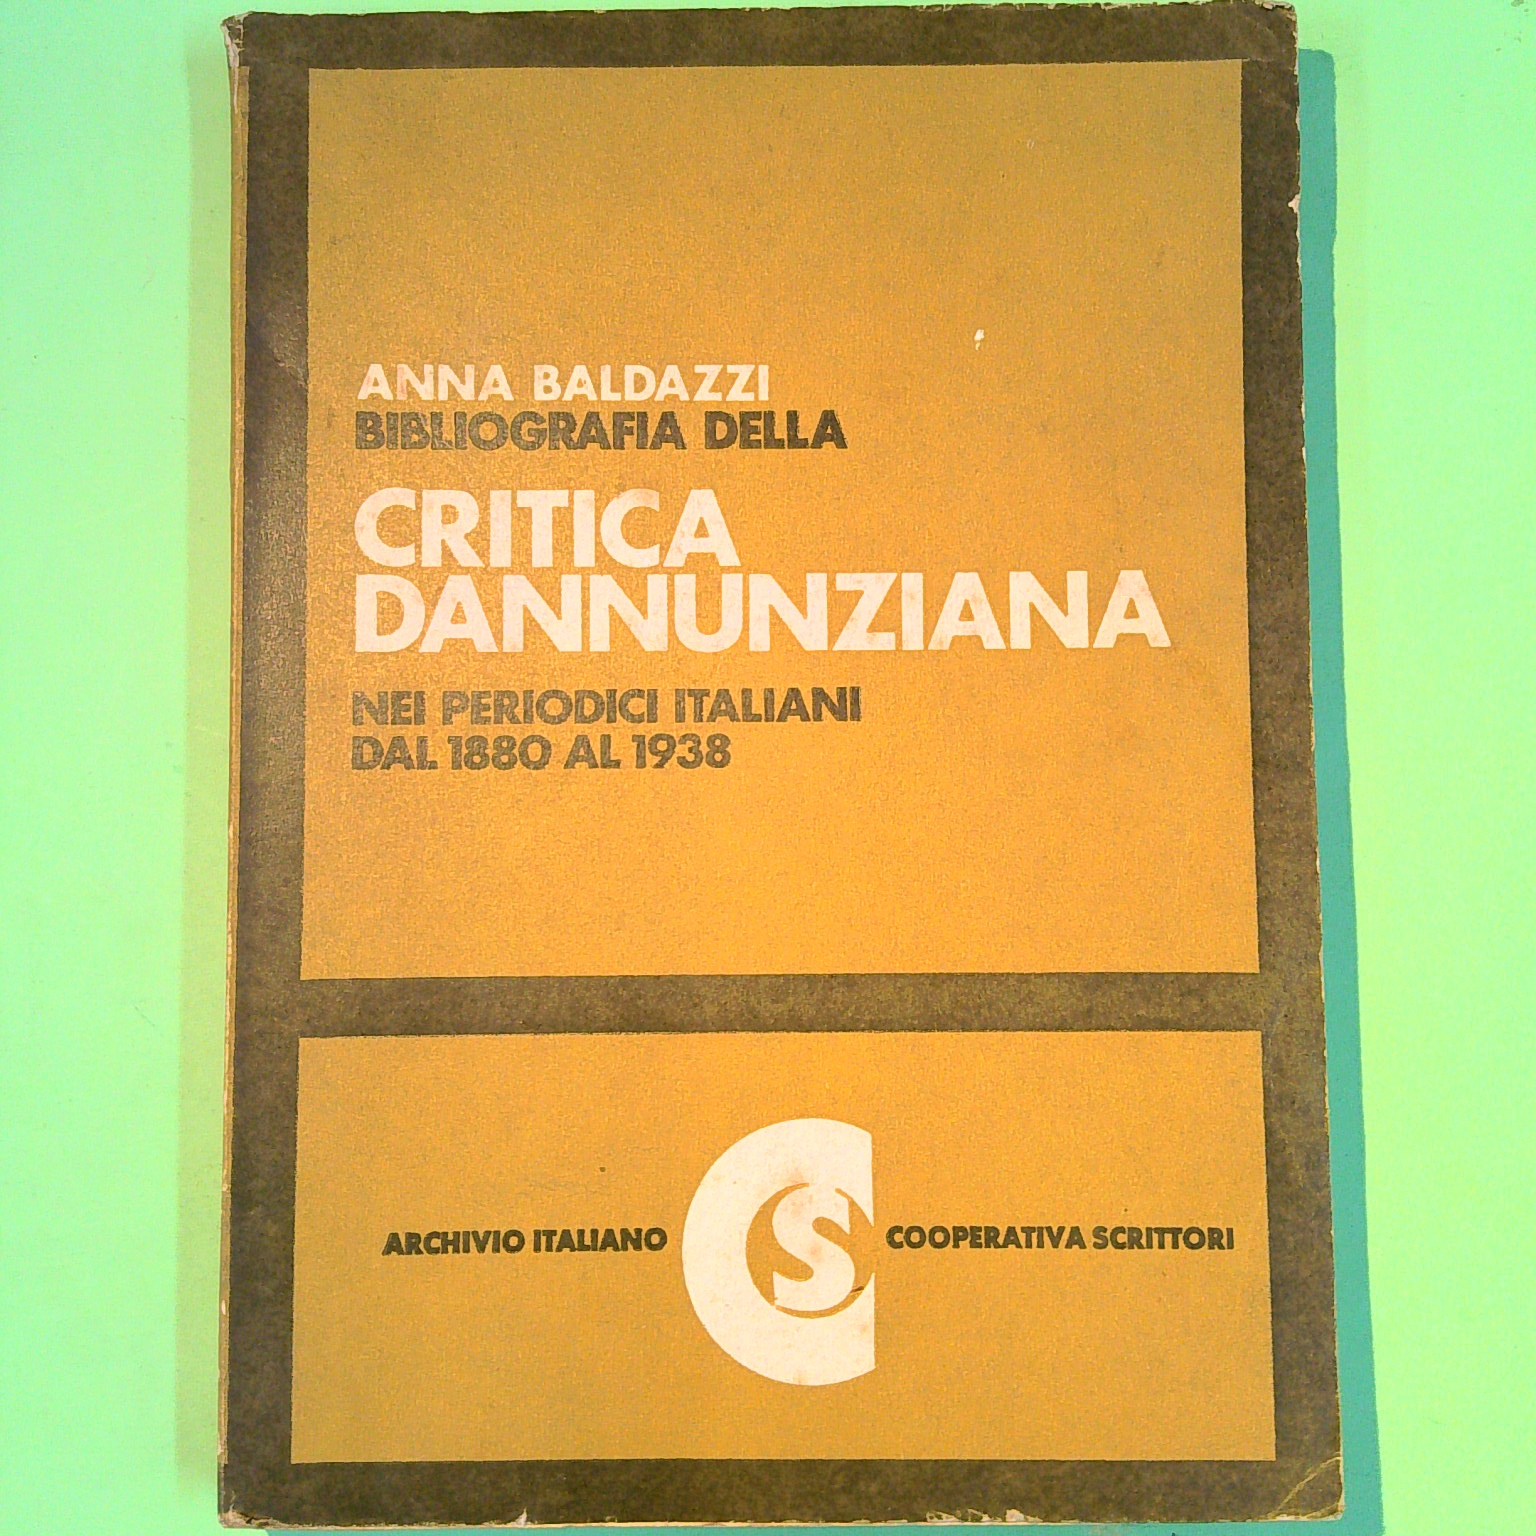 ANNA BALDAZZI
BIBLIOGRAFIA DELLA
CRITICA
DANNUNZIANA
NEI PERIODICI ITALIANI
DAL 1880 AL 1938
ARCHIVIO ITALIANO CS COOPERATIVA SCRITTORI